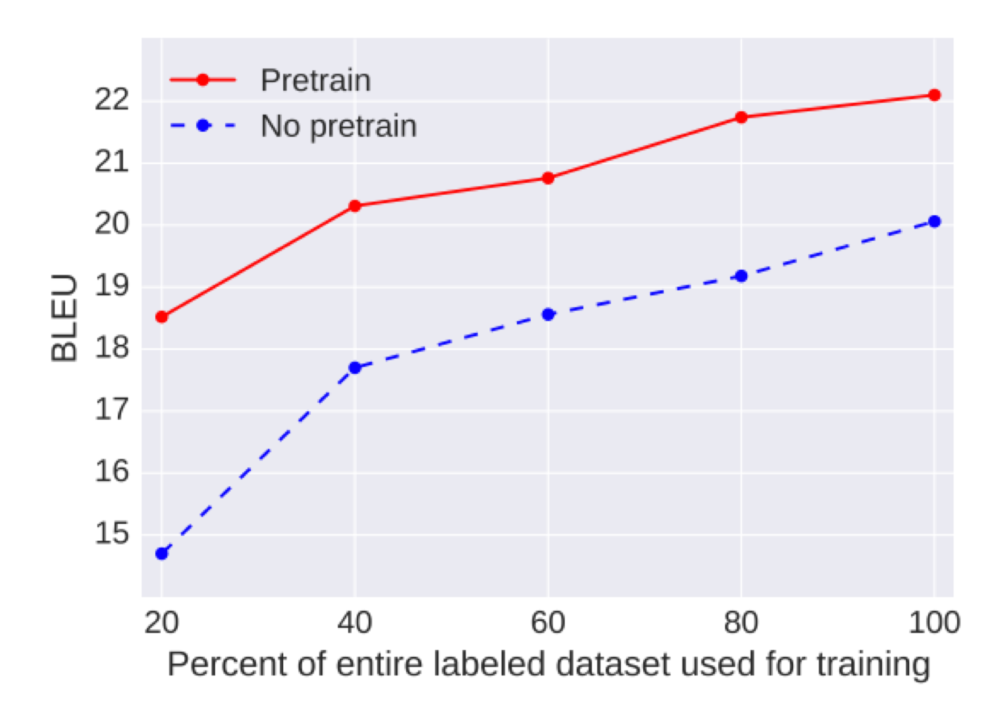 Pretrain
No pretrain
22
21
20
19
18
17
16
15
BLEU
20 40 60 80 100
Percent of entire labeled dataset used for training